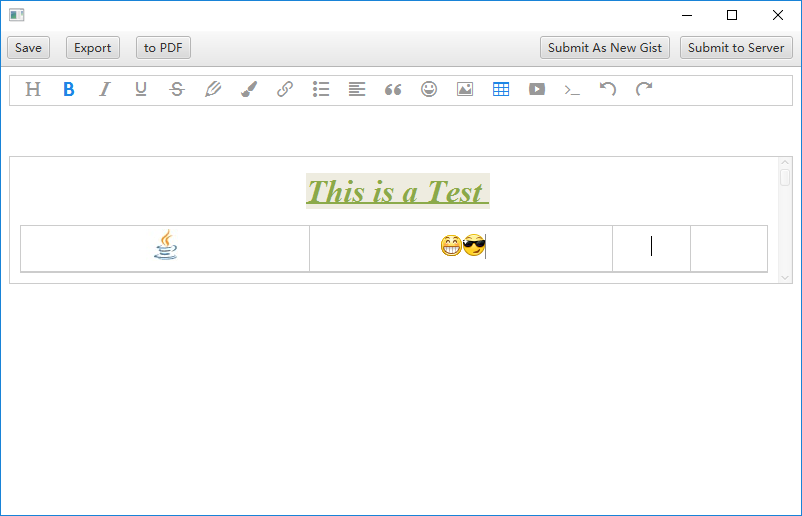 Save Export to PDF Submit As New Gist Submit to Server
H B I U S
This is a Test